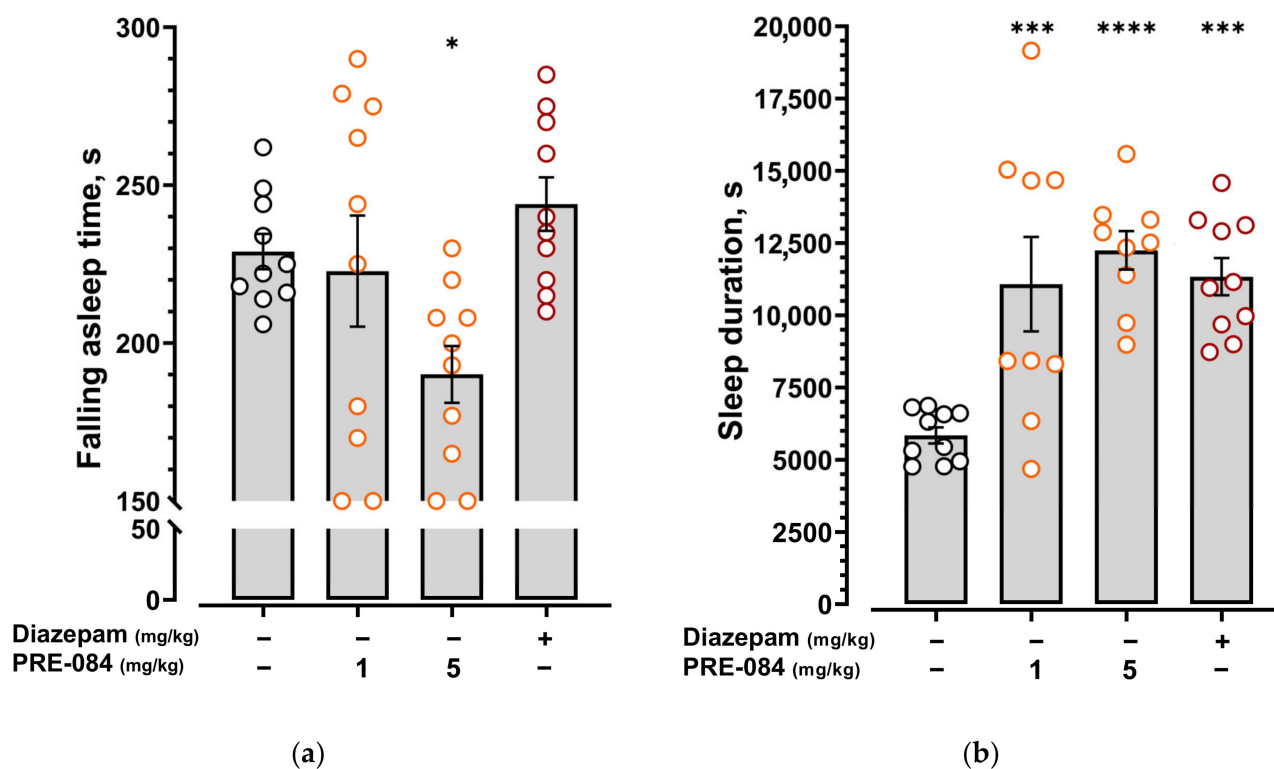 300
250
200
150
50
0
Falling asleep time, s
*
Diazepam (mg/kg) – – – +
PRE-084 (mg/kg) – 1 5 –
(a)
20,000
17,500
15,000
12,500
10,000
7500
5000
2500
0
Sleep duration, s
*** **** ***
Diazepam (mg/kg) – – – +
PRE-084 (mg/kg) – 1 5 –
(b)